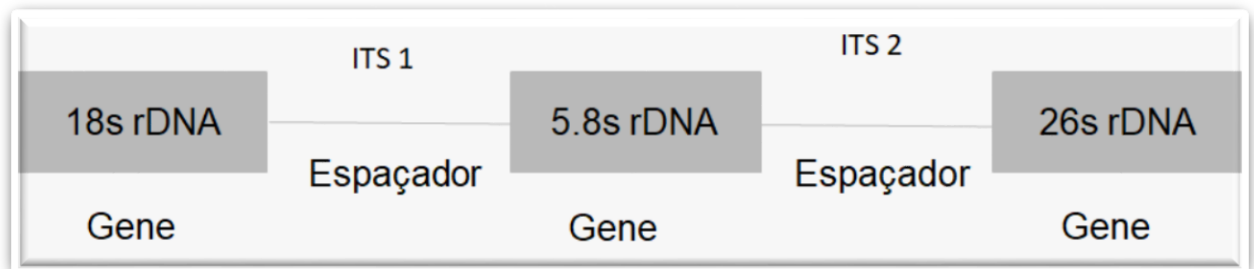 ITS 1
ITS 2
18s rDNA
5.8s rDNA
26s rDNA
Espaçador
Espaçador
Gene
Gene
Gene